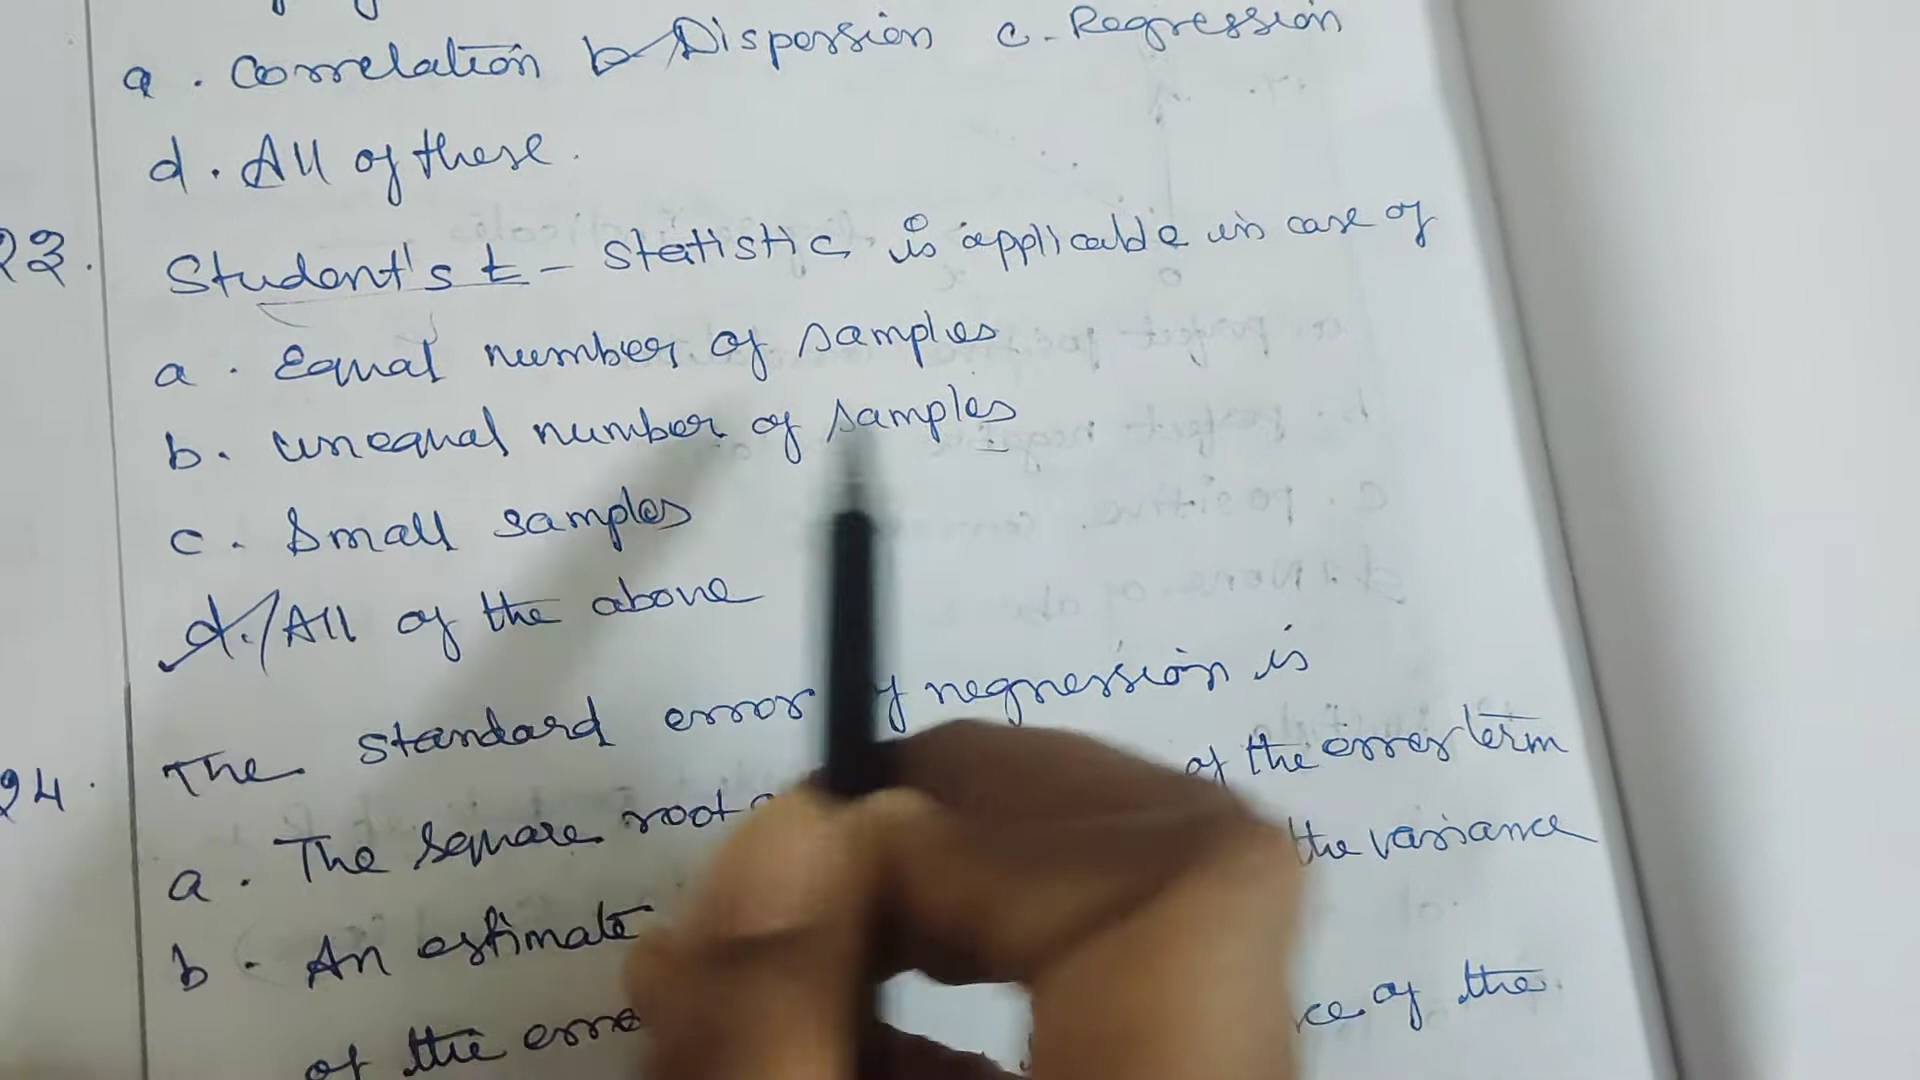 a. Correlation b. Dispersion c. Regression
d. All of these.
23. Student's t - statistic is applicable in case of
a. Equal number of samples
b. unequal number of samples
c. Small samples
d. All of the above
24. The standard error of regression is
a. The square root of the error term
b. An estimate the variance
of the ce of the